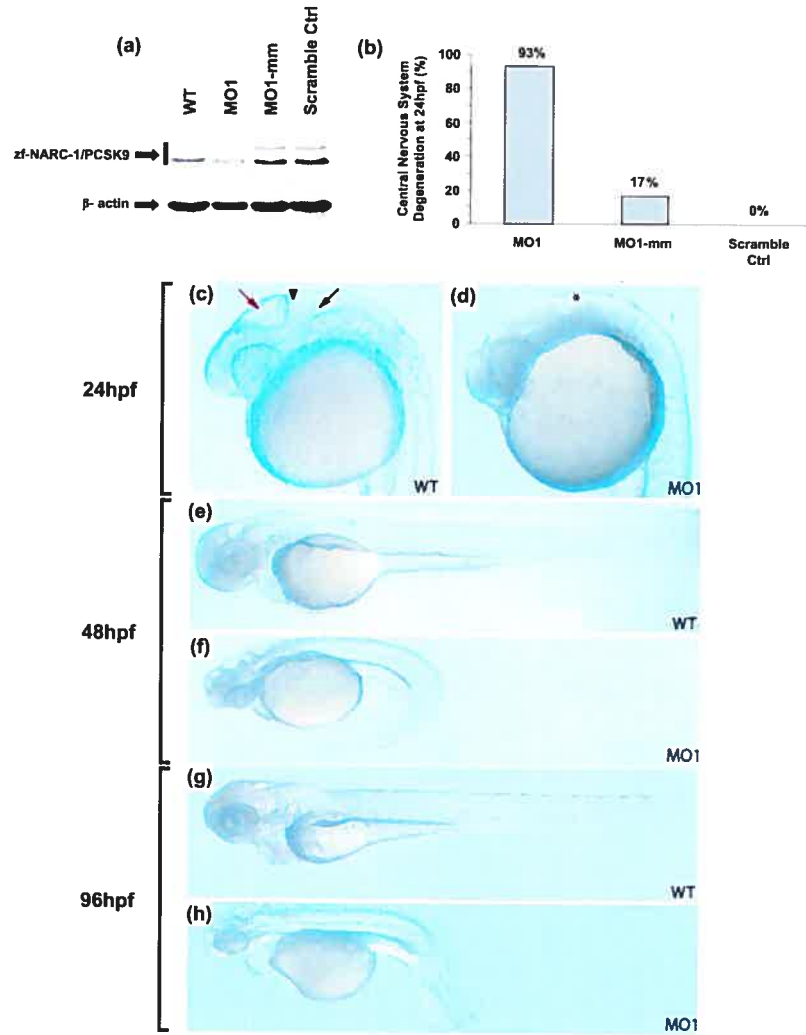 (a)
WT
MO1
MO1-mm
Scramble Ctrl
zf-NARC-1/PCSK9
β- actin
(b)
Central Nervous System
Degeneration at 24hpf (%)
100
80
60
40
20
0
93%
17%
0%
MO1
MO1-mm
Scramble
Ctrl
24hpf
(c)
WT
(d)
*
MO1
48hpf
(e)
WT
(f)
MO1
96hpf
(g)
WT
(h)
MO1